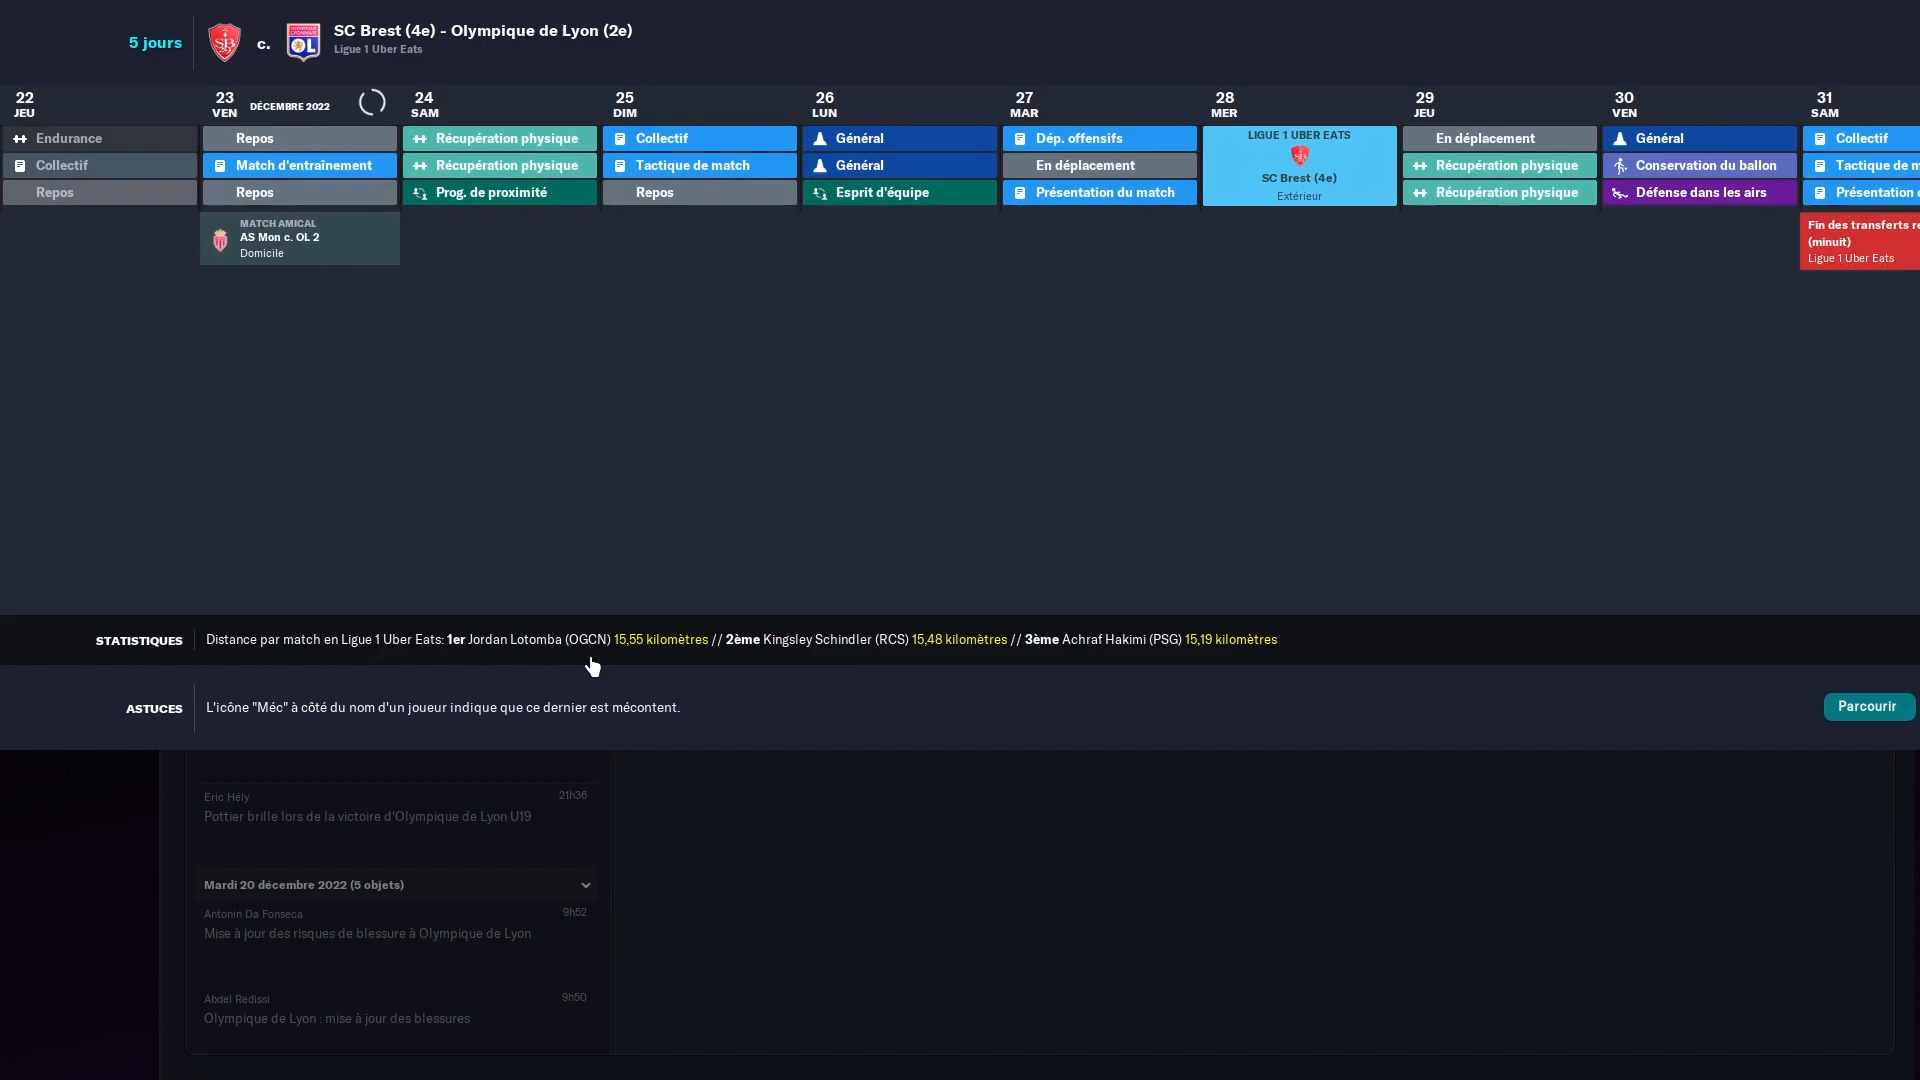 5 jours
c.
SC Brest (4e) - Olympique de Lyon (2e)
Ligue 1 Uber Eats
22
JEU
Endurance
Collectif
Repos
23
VEN
DÉCEMBRE 2022
Repos
Match d'entraînement
Repos
MATCH AMICAL
AS Mon c. OL 2
Domicile
24
SAM
Récupération physique
Récupération physique
Prog. de proximité
25
DIM
Collectif
Tactique de match
Repos
26
LUN
Général
Général
Esprit d'équipe
27
MAR
Dép. offensifs
En déplacement
Présentation du match
28
MER
LIGUE 1 UBER EATS
SC Brest (4e)
Extérieur
29
JEU
En déplacement
Récupération physique
Récupération physique
30
VEN
Général
Conservation du ballon
Défense dans les airs
31
SAM
Collectif
Tactique de m
Présentation
Fin des transferts re
(minuit)
Ligue 1 Uber Eats
STATISTIQUES
Distance par match en Ligue 1 Uber Eats: 1er Jordan Lotomba (OGCN) 15,55 kilomètres // 2ème Kingsley Schindler (RCS) 15,48 kilomètres // 3ème Achraf Hakimi (PSG) 15,19 kilomètres
ASTUCES
L'icône "Méc" à côté du nom d'un joueur indique que ce dernier est mécontent.
Parcourir
Eric Hély
21h36
Pottier brille lors de la victoire d'Olympique de Lyon U19
Mardi 20 décembre 2022 (5 objets)
Antonin Da Fonseca
9h52
Mise à jour des risques de blessure à Olympique de Lyon
Abdel Redissi
9h50
Olympique de Lyon : mise à jour des blessures